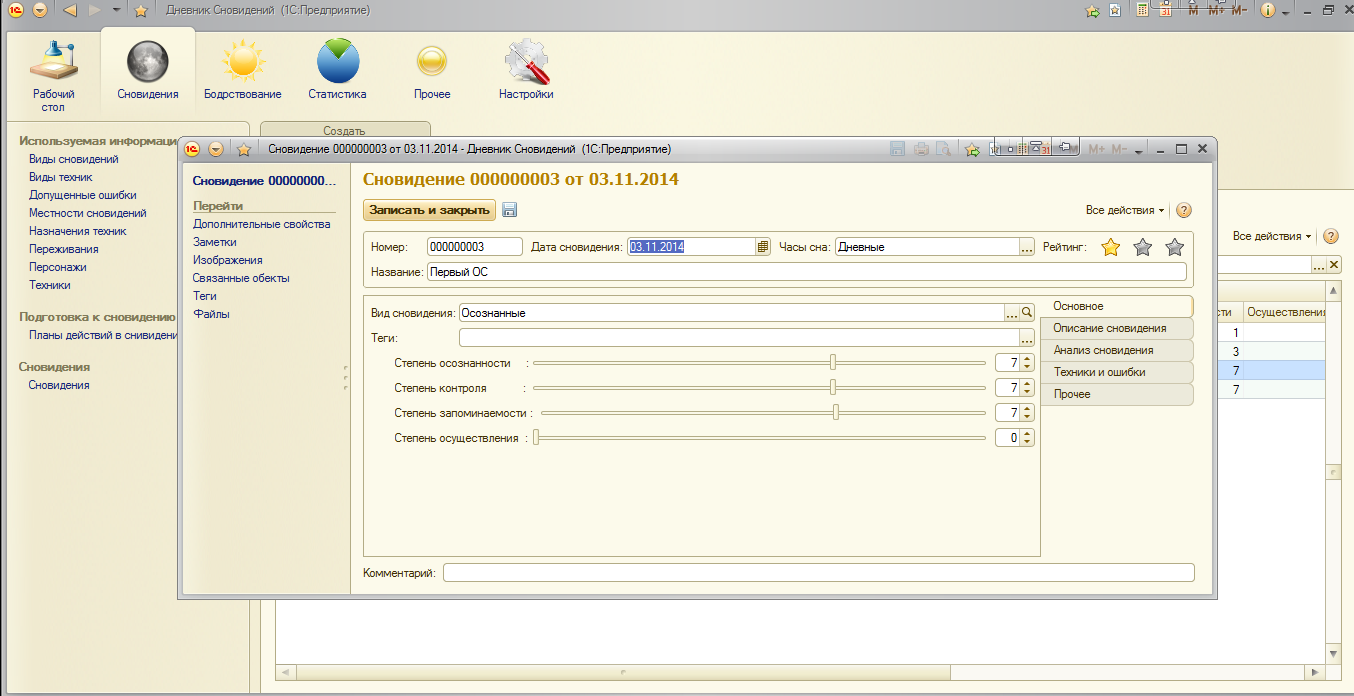 Дневник Сновидений (1С:Предприятие)
M M+ M-
Рабочий
стол
Сновидения
Бодрствование
Статистика
Прочее
Настройки
Используемая информаци
Виды сновидений
Виды техник
Допущенные ошибки
Местности сновидений
Назначения техник
Переживания
Персонажи
Техники
Подготовка к сновидению
Планы действий в снивидени
Сновидения
Сновидения
Создать
Сновидение 000000003 от 03.11.2014 - Дневник Сновидений (1С:Предприятие)
M+ M-
Сновидение 00000000...
Перейти
Дополнительные свойства
Заметки
Изображения
Связанные обекты
Теги
Файлы
Сновидение 000000003 от 03.11.2014
Записать и закрыть
Все действия
Номер: 000000003 Дата сновидения: 03.11.2014 Часы сна: Дневные ... Рейтинг:
Название: Первый ОС
Вид сновидения: Осознанные ...
Теги: ...
Степень осознанности : 7
Степень контроля : 7
Степень запоминаемости : 7
Степень осуществления : 0
Основное
Описание сновидения
Анализ сновидения
Техники и ошибки
Прочее
Комментарий:
Все действия
...
сти Осуществления
1
3
7
7